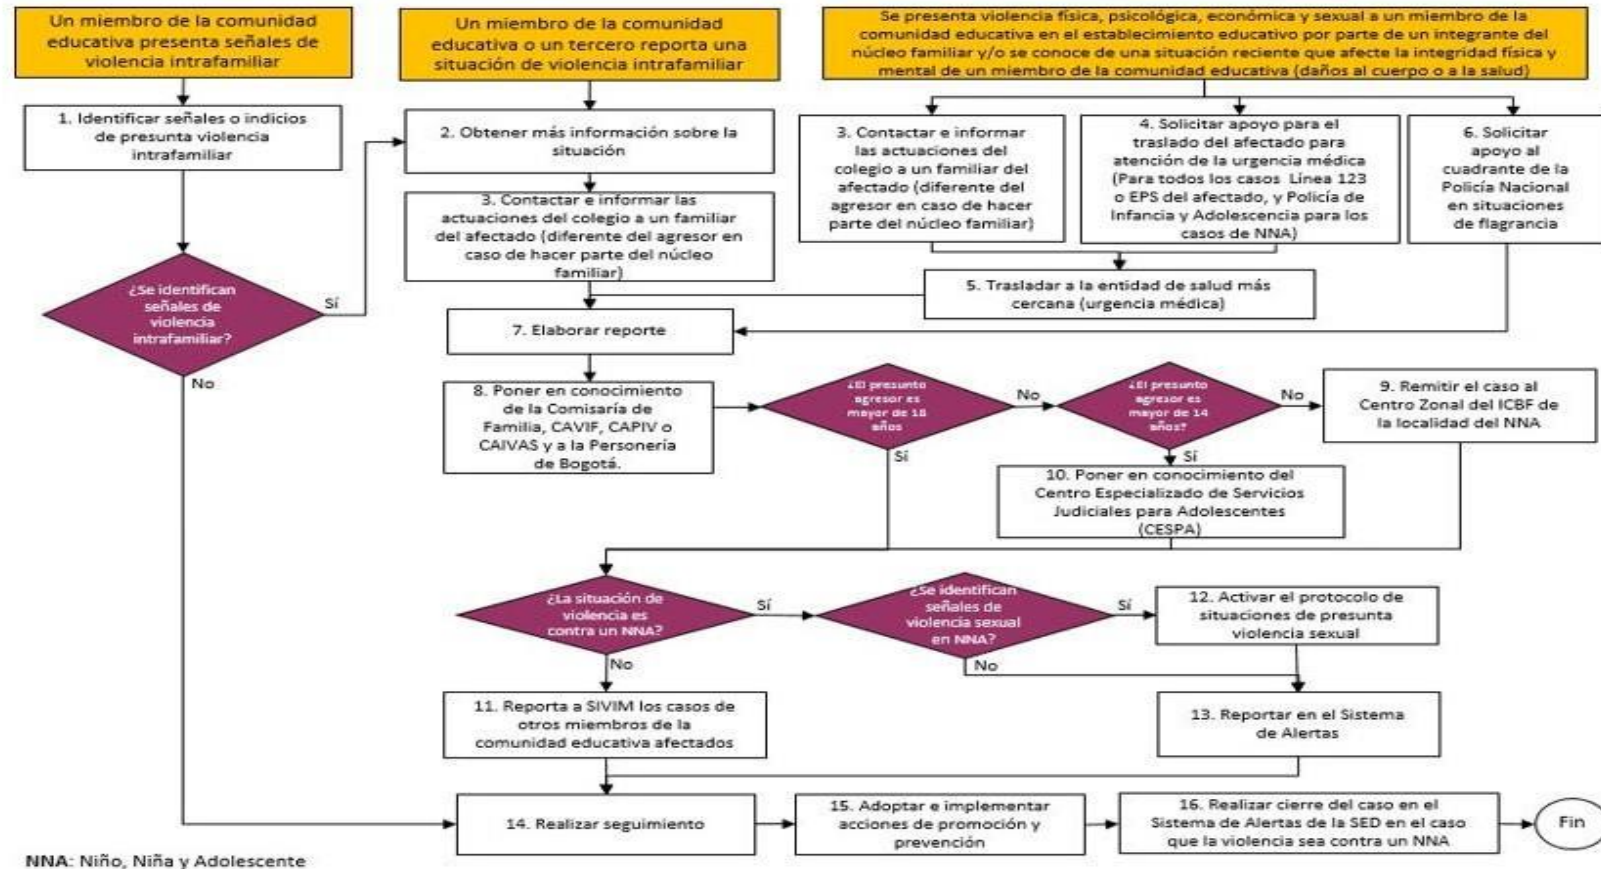 Un miembro de la comunidad
educativa presenta señales de
violencia intrafamiliar
Un miembro de la comunidad
educativa o un tercero reporta una
situación de violencia intrafamiliar
Se presenta violencia física, psicológica, económica y sexual a un miembro de la
comunidad educativa en el establecimiento educativo por parte de un integrante del
núcleo familiar y/o se conoce de una situación reciente que afecte la integridad física y
mental de un miembro de la comunidad educativa (daños al cuerpo o a la salud)
1. Identificar señales o indicios
de presunta violencia
intrafamiliar
2. Obtener más información sobre la
situación
3. Contactar e informar
las actuaciones del
colegio a un familiar del
afectado (diferente del
agresor en caso de hacer
parte del núcleo familiar)
4. Solicitar apoyo para el
traslado del afectado para
atención de la urgencia médica
(Para todos los casos Línea 123
o EPS del afectado, y Policía de
Infancia y Adolescencia para los
casos de NNA)
6. Solicitar
apoyo al
cuadrante de la
Policía Nacional
en situaciones
de flagrancia
3. Contactar e informar las
actuaciones del colegio a un familiar
del afectado (diferente del agresor en
caso de hacer parte del núcleo
familiar)
¿Se identifican
señales de
violencia
intrafamiliar?
Sí
No
5. Trasladar a la entidad de salud más
cercana (urgencia médica)
7. Elaborar reporte
8. Poner en conocimiento
de la Comisaría de
Familia, CAVIF, CAPIV o
CAIVAS y a la Personería
de Bogotá.
¿El presunto
agresor es
mayor de 18
años
No
Sí
¿El presunto
agresor es
mayor de 14
años?
No
Sí
9. Remitir el caso al
Centro Zonal del ICBF de
la localidad del NNA
10. Poner en conocimiento del
Centro Especializado de Servicios
Judiciales para Adolescentes
(CESPA)
¿La situación de
violencia es
contra un NNA?
Sí
No
¿Se identifican
señales de
violencia sexual
en NNA?
Sí
No
12. Activar el protocolo de
situaciones de presunta
violencia sexual
11. Reporta a SIVIM los casos de
otros miembros de la
comunidad educativa afectados
13. Reportar en el Sistema
de Alertas
14. Realizar seguimiento
15. Adoptar e implementar
acciones de promoción y
prevención
16. Realizar cierre del caso en el
Sistema de Alertas de la SED en el caso
que la violencia sea contra un NNA
Fin
NNA: Niño, Niña y Adolescente